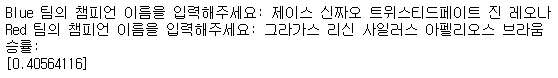 Blue 팀의 챔피언 이름을 입력해주세요: 제이스 신짜오 트위스티드페이트 진 레오나
Red 팀의 챔피언 이름을 입력해주세요: 그라가스 리신 사일러스 아펠리오스 브라움
승률:
[0.40564116]